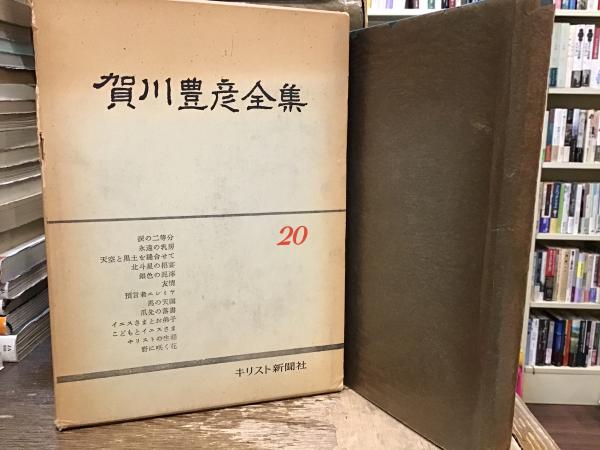 賀川豊彦全集
20
涙の二等分
永遠の乳房
天空と黒土を縫合せて
北斗星の招宴
銀色の泥濘
友情
預言者エレミヤ
馬の天国
爪先の落書
イエスさまとお弟子
こどもとイエスさま
キリストの生涯
野に咲く花
キリスト新聞社